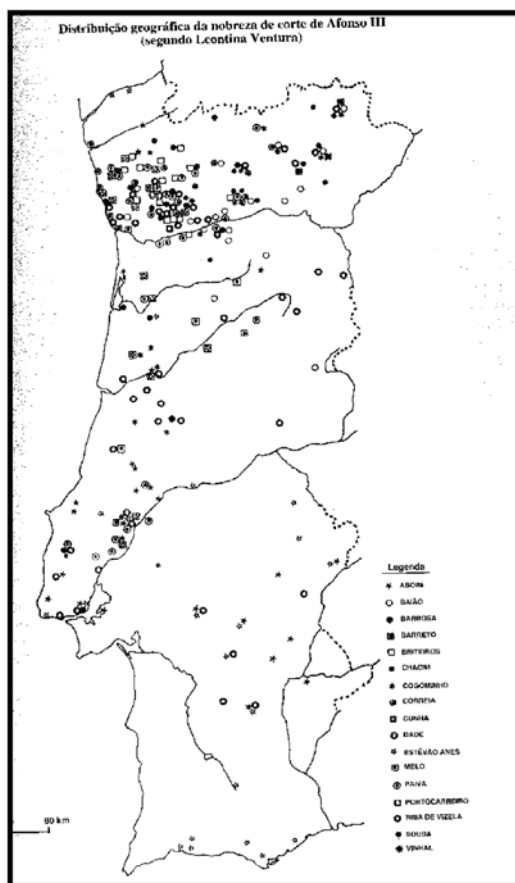 Distribuição geográfica da nobreza de corte de Afonso III
(segundo Leontina Ventura)
Legenda
ABOIM
BAIÃO
BARBOSA
BARRETO
BRITEIROS
CHACIM
COGOMINHO
CORREIA
CUNHA
DADE
ESTÊVÃO ANES
MELO
PAIVA
PORTOCARREIRO
RIBA DE VIZELA
SOUSA
VINHAL
60 km